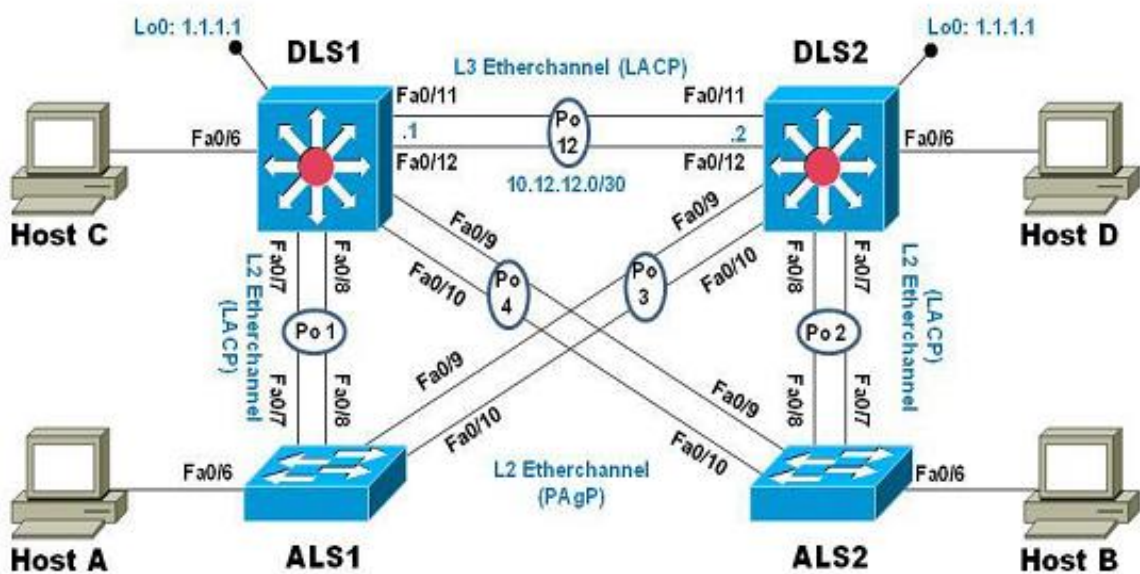 Lo0: 1.1.1.1
Lo0: 1.1.1.1
DLS1
DLS2
L3 Etherchannel (LACP)
Fa0/11
Fa0/11
Po
12
.1
.2
Fa0/6
Fa0/6
Fa0/12
Fa0/12
10.12.12.0/30
Host C
Host D
Fa0/9
Fa0/9
Fa0/10
Fa0/10
Po
4
Po
3
Fa0/7
Fa0/8
Fa0/8
Fa0/7
L2 Etherchannel
(LACP)
Po 1
Po 2
(LACP)
L2 Etherchannel
Fa0/7
Fa0/8
Fa0/9
Fa0/10
Fa0/9
Fa0/10
Fa0/8
Fa0/7
L2 Etherchannel
(PAgP)
Fa0/6
Fa0/6
Host A
ALS1
ALS2
Host B